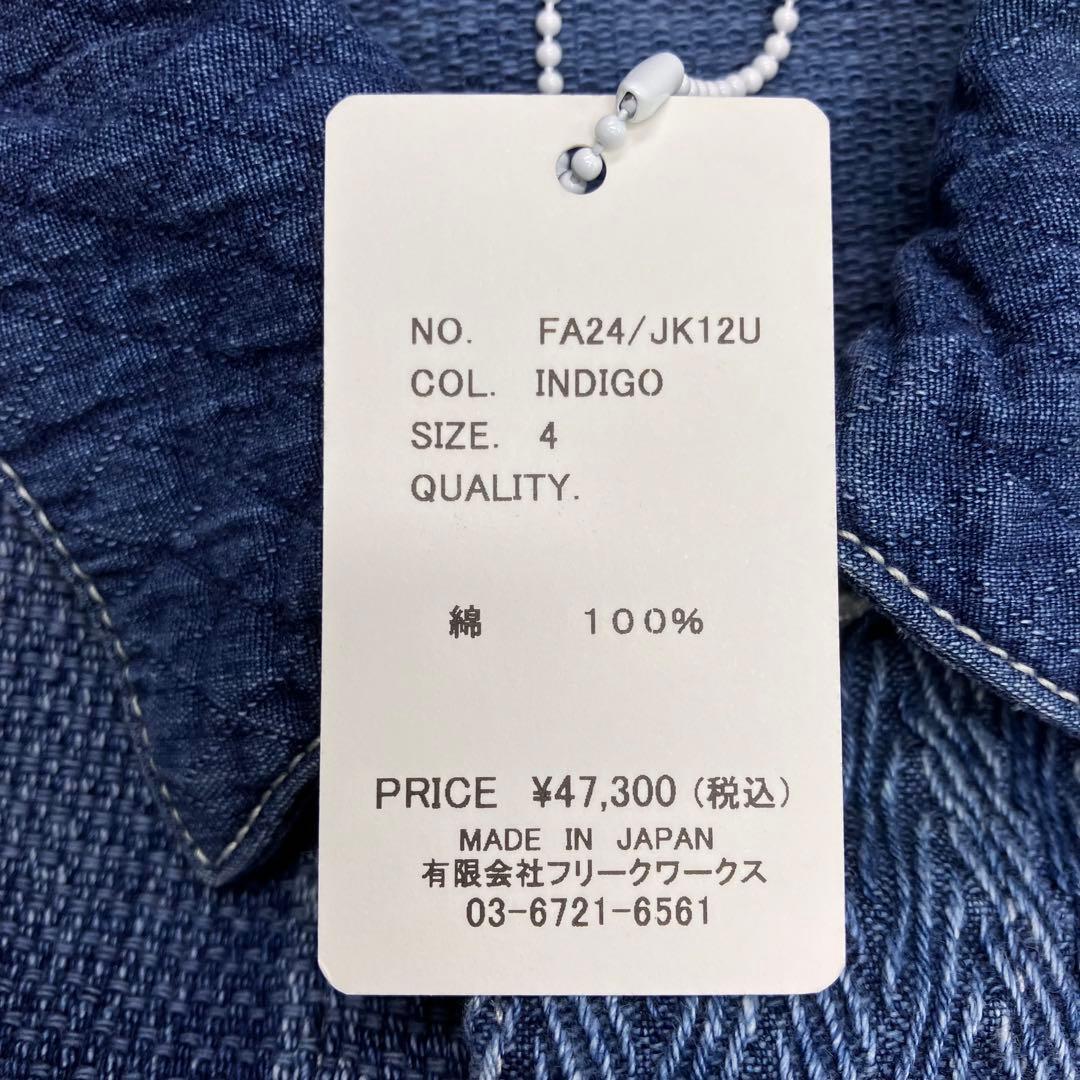 NO. FA24/JK12U
COL. INDIGO
SIZE. 4
QUALITY.
綿 100%
PRICE ¥47,300 (税込)
MADE IN JAPAN
有限会社フリークワークス
03-6721-6561